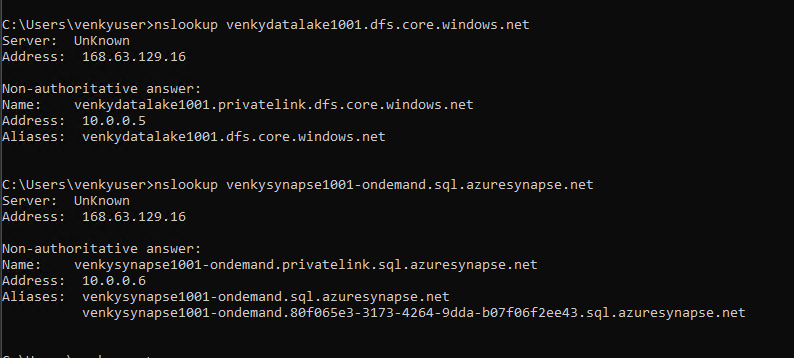 C:\Users\venkyuser>nslookup venkydatalake1001.dfs.core.windows.net
Server:  UnKnown
Address:  168.63.129.16
Non-authoritative answer:
Name:    venkydatalake1001.privatelink.dfs.core.windows.net
Address:  10.0.0.5
Aliases:  venkydatalake1001.dfs.core.windows.net
C:\Users\venkyuser>nslookup venkysynapse1001-ondemand.sql.azuresynapse.net
Server:  UnKnown
Address:  168.63.129.16
Non-authoritative answer:
Name:    venkysynapse1001-ondemand.privatelink.sql.azuresynapse.net
Address:  10.0.0.6
Aliases:  venkysynapse1001-ondemand.sql.azuresynapse.net
venkysynapse1001-ondemand.80f065e3-3173-4264-9dda-b07f06f2ee43.sql.azuresynapse.net